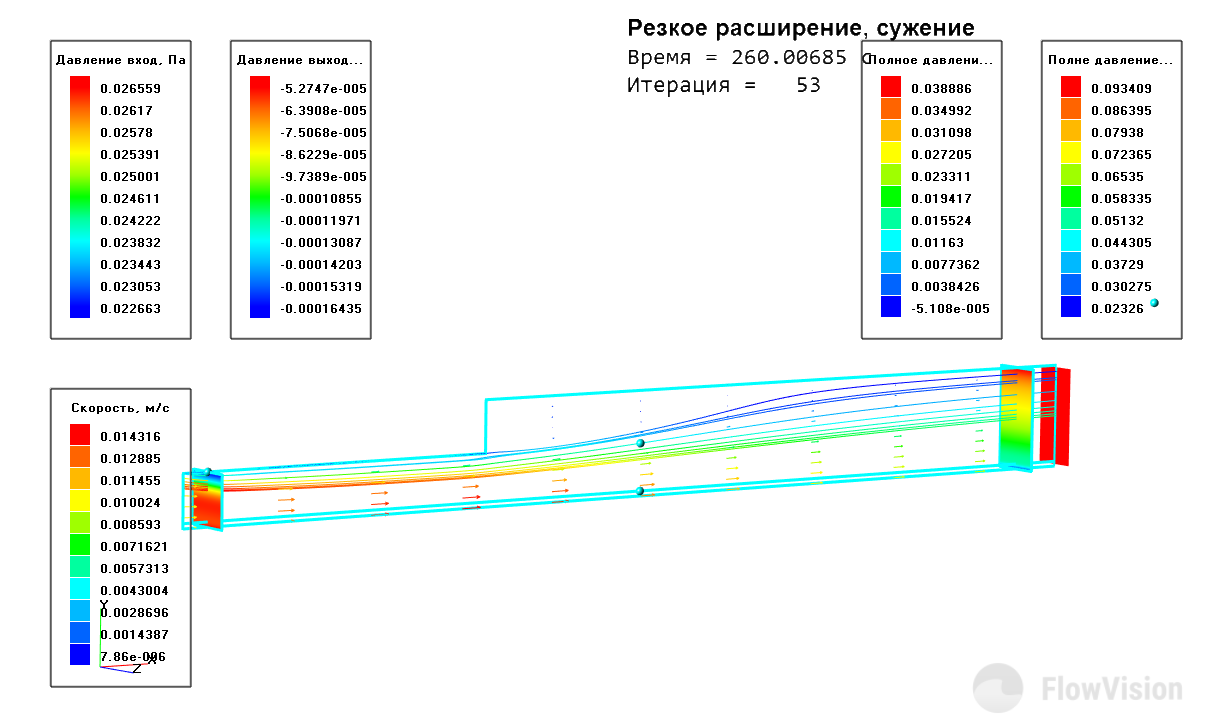 Резкое расширение, сужение
Время = 260.00685 с
Итерация = 53
Давление вход, Па
0.026559
0.02617
0.02578
0.025391
0.025001
0.024611
0.024222
0.023832
0.023443
0.023053
0.022663
Давление выход...
-5.2747e-005
-6.3908e-005
-7.5068e-005
-8.6229e-005
-9.7389e-005
-0.00010855
-0.00011971
-0.00013087
-0.00014203
-0.00015319
-0.00016435
Полное давлени...
0.038886
0.034992
0.031098
0.027205
0.023311
0.019417
0.015524
0.01163
0.0077362
0.0038426
-5.108e-005
Полне давление...
0.093409
0.086395
0.07938
0.072365
0.06535
0.058335
0.05132
0.044305
0.03729
0.030275
0.02326
Скорость, м/с
0.014316
0.012885
0.011455
0.010024
0.008593
0.0071621
0.0057313
0.0043004
0.0028696
0.0014387
7.86e-006
Y
X
Z
FlowVision